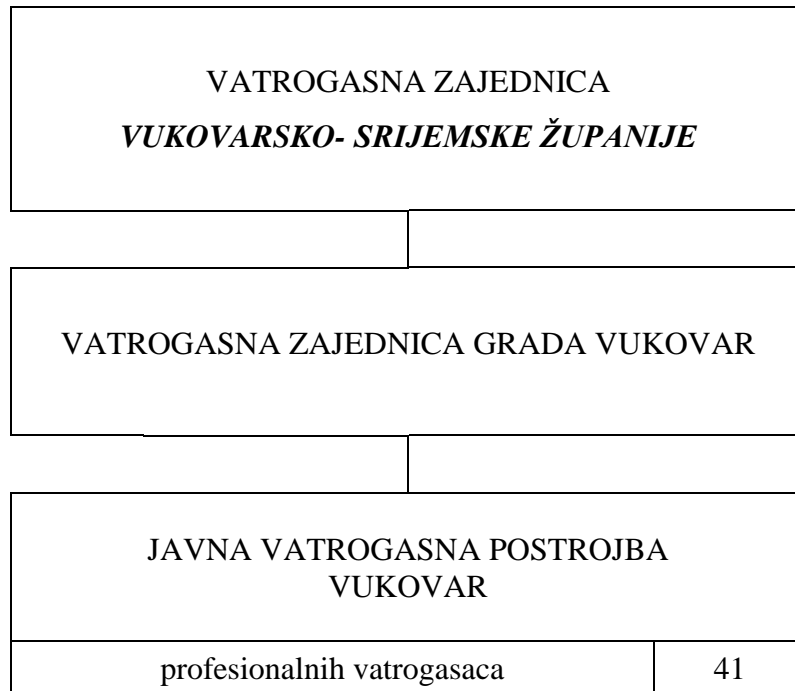 VATROGASNA ZAJEDNICA
VUKOVARSKO- SRIJEMSKE ŽUPANIJE
VATROGASNA ZAJEDNICA GRADA VUKOVAR
JAVNA VATROGASNA POSTROJBA
VUKOVAR
profesionalnih vatrogasaca 41